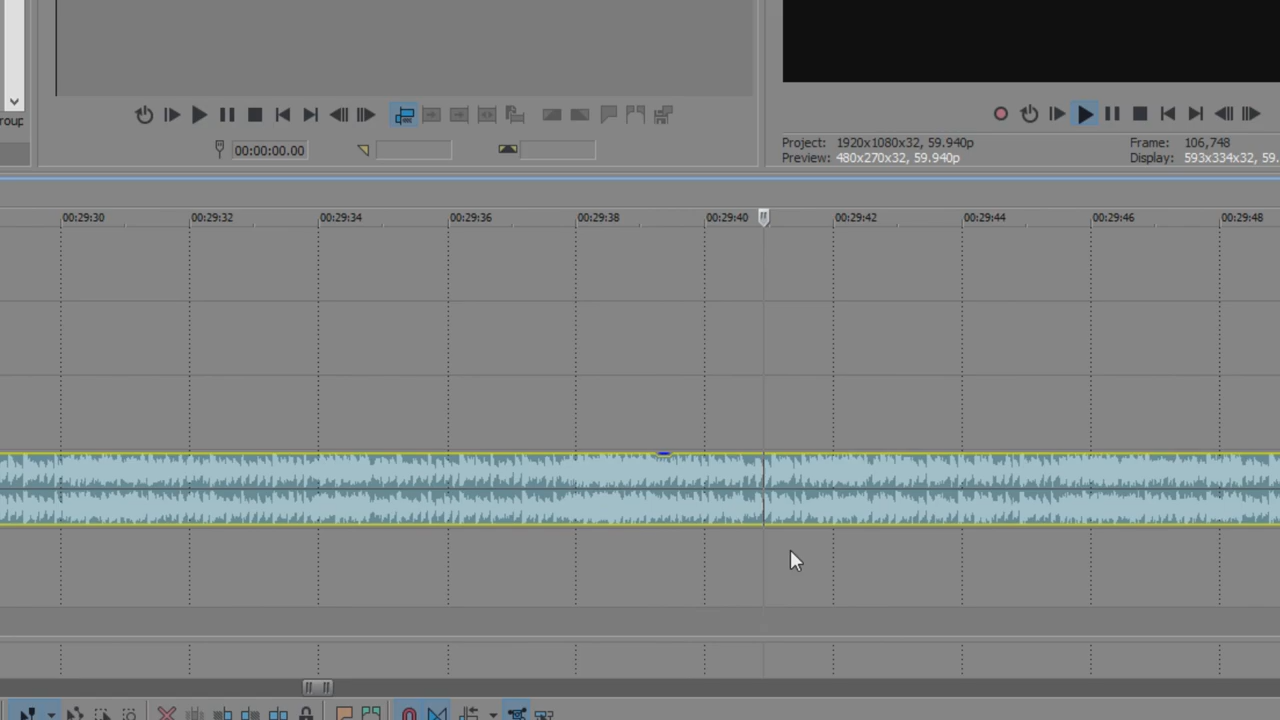 roup
00:00:00.00
Project: 1920x1080x32, 59.940p
Preview: 480x270x32, 59.940p
Frame: 106,748
Display: 593x334x32, 59.
00:29:30 00:29:32 00:29:34 00:29:36 00:29:38 00:29:40 00:29:42 00:29:44 00:29:46 00:29:48